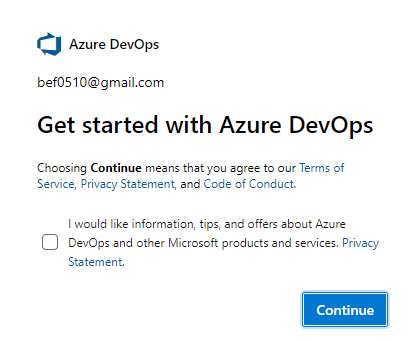 Azure DevOps
bef0510@gmail.com
Get started with Azure DevOps
Choosing Continue means that you agree to our Terms of
Service, Privacy Statement, and Code of Conduct.
I would like information, tips, and offers about Azure
DevOps and other Microsoft products and services. Privacy
Statement.
Continue